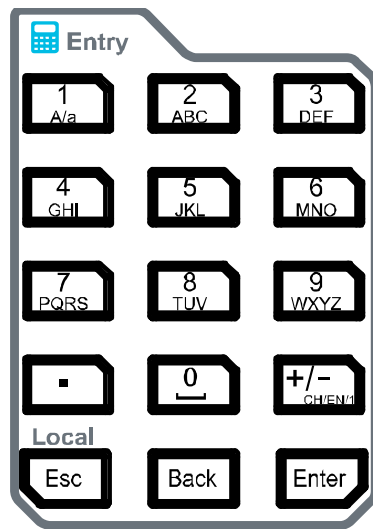 Entry
1 2 3
A/a ABC DEF
4 5 6
GHI JKL MNO
7 8 9
PQRS TUV WXYZ
. 0 +/-
CH/EN/1
Local
Esc Back Enter